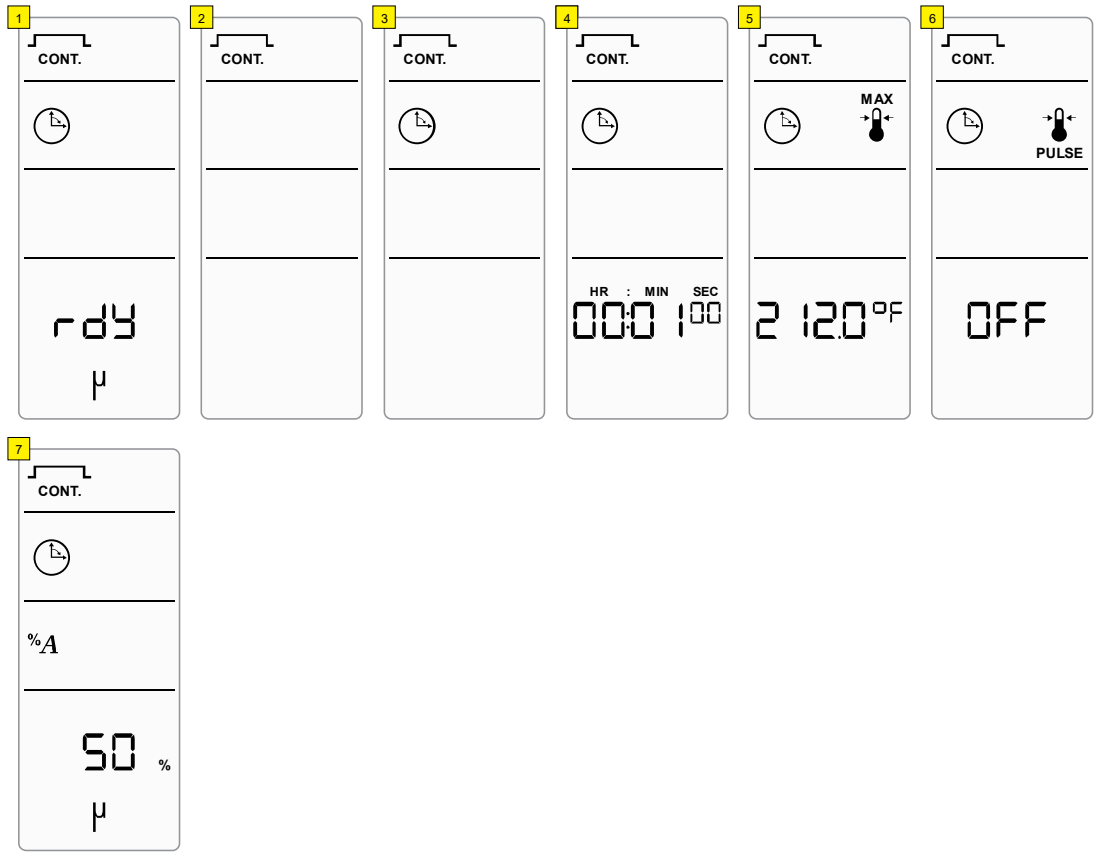 1
CONT.
rdY
µ
2
CONT.
3
CONT.
4
CONT.
HR : MIN SEC
00:01 00
5
CONT.
MAX
212.0 °F
6
CONT.
PULSE
OFF
7
CONT.
%A
50 %
µ